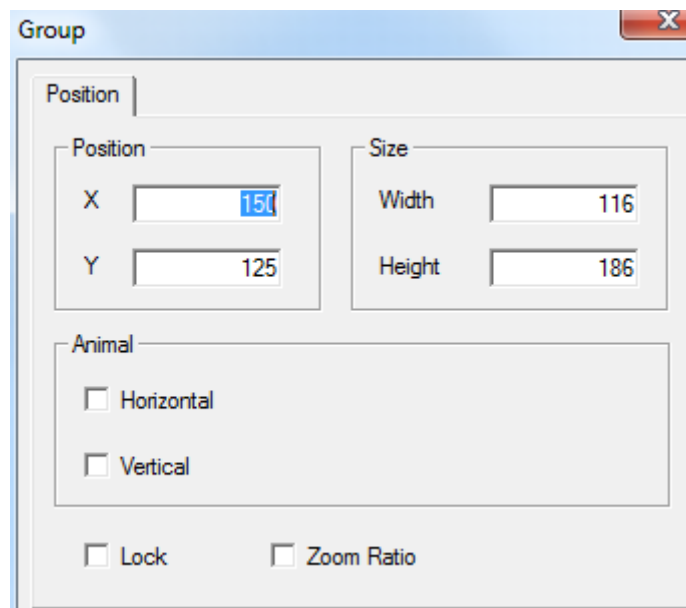 Group
Position
Position
Size
X 150
Width 116
Y 125
Height 186
Animal
Horizontal
Vertical
Lock
Zoom Ratio